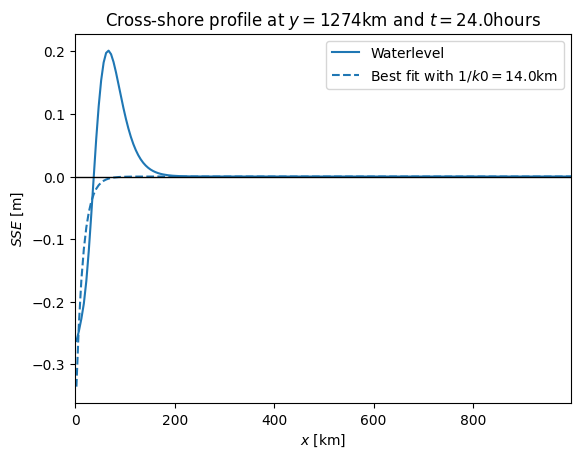 Cross-shore profile at y = 1274km and t = 24.0hours
Waterlevel
Best fit with 1/k0 = 14.0km
SSE [m]
0.2
0.1
0.0
−0.1
−0.2
−0.3
0 200 400 600 800
x [km]